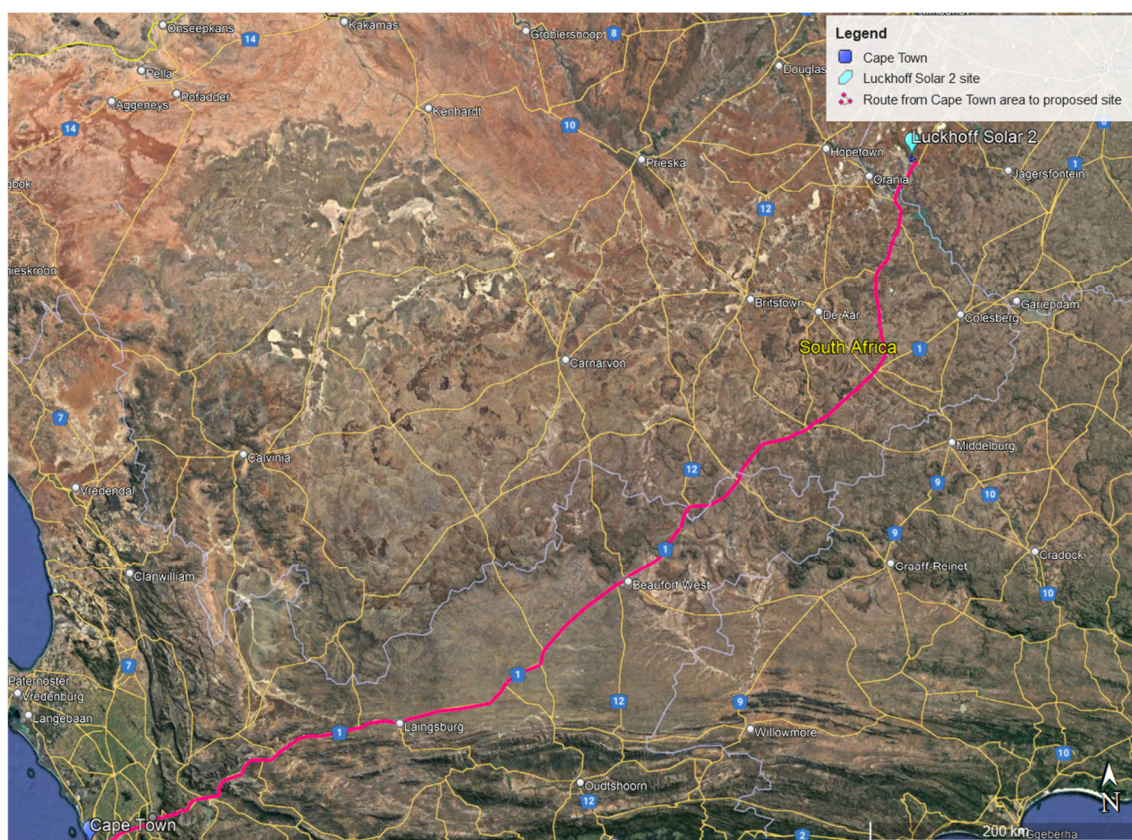 Onseepkans
Kakamas
14
Groblershoop
8
Legend
Cape Town
Luckhoff Solar 2 site
Route from Cape Town area to proposed site
Pella
Aggeneys
Pofadder
14
Kenhardt
10
Douglas
Prieska
Hopetown
Luckhoff Solar 2
Orania
Jagersfontein
1
12
Britstown
De Aar
Gariepdam
Colesberg
South Africa
1
Carnarvon
7
Calvinia
Vredendal
12
Middelburg
9
10
9
Clanwilliam
1
Beaufort West
Graaff-Reinet
Cradock
10
7
Paternoster
Vredenburg
Langebaan
1
12
9
Laingsburg
1
Willowmore
10
Oudtshoorn
12
N
Cape Town
2
200 km